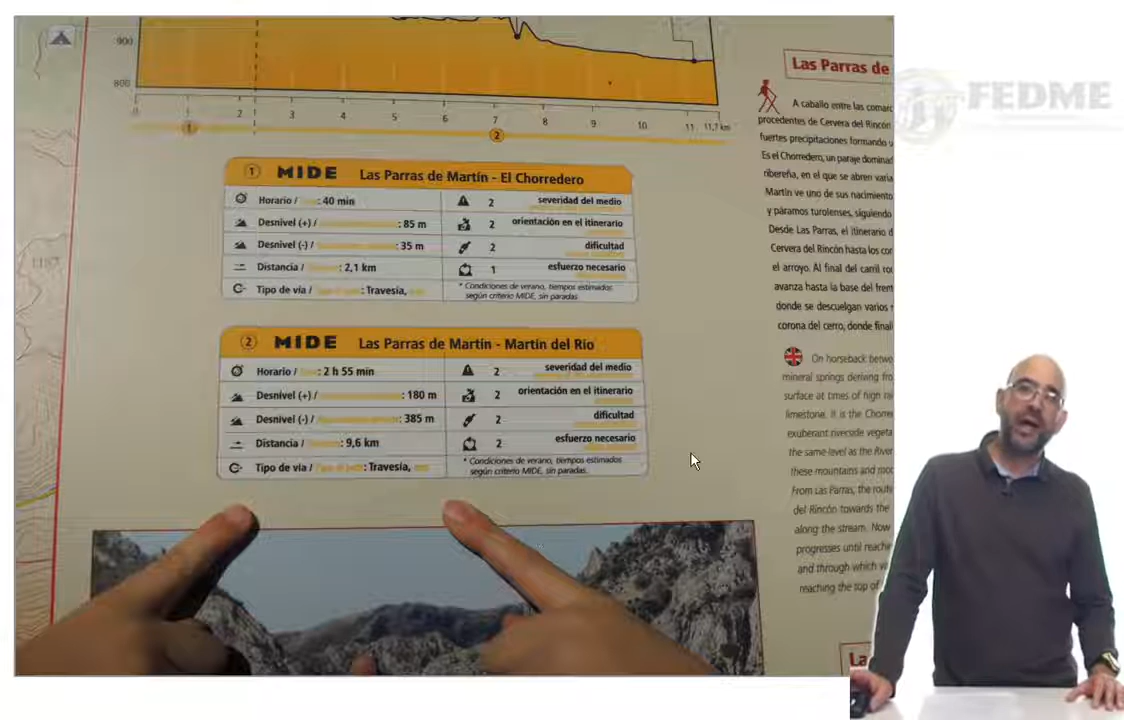 900
800
0 1 2 3 4 5 6 7 8 9 10 11 11,7 km
1 2
1 MIDE Las Parras de Martín - El Chorredero
Horario / : 40 min
Desnivel (+) / : 85 m
Desnivel (-) / : 35 m
Distancia / : 2,1 km
Tipo de vía / : Travesía,
2 severidad del medio
2 orientación en el itinerario
2 dificultad
1 esfuerzo necesario
* Condiciones de verano, tiempos estimados
según criterio MIDE, sin paradas
2 MIDE Las Parras de Martín - Martín del Río
Horario / : 2 h 55 min
Desnivel (+) / : 180 m
Desnivel (-) / : 385 m
Distancia / : 9,6 km
Tipo de vía / : Travesía,
2 severidad del medio
2 orientación en el itinerario
2 dificultad
2 esfuerzo necesario
* Condiciones de verano, tiempos estimados
según criterio MIDE, sin paradas.
1187
Las Parras de
A caballo entre las comarc
procedentes de Cervera del Rincón
fuertes precipitaciones formando u
Es el Chorredero, un paraje dominad
ribereña, en el que se abren varia
Martín ve uno de sus nacimiento
y páramos turolenses, siguiendo
Desde Las Parras, el itinerario d
Cervera del Rincón hasta los cor
el arroyo. Al final del carril ro
avanza hasta la base del frent
donde se descuelgan varios
corona del cerro, donde final
On horseback betwe
mineral springs deriving fro
surface at times of high rai
limestone. It is the Chorre
exuberant riverside vegeta
the same level as the River
these mountains and moo
From Las Parras, the route
del Rincón towards the
along the stream. Now
progresses until reachi
and through which
reaching the top of
La
FEDME